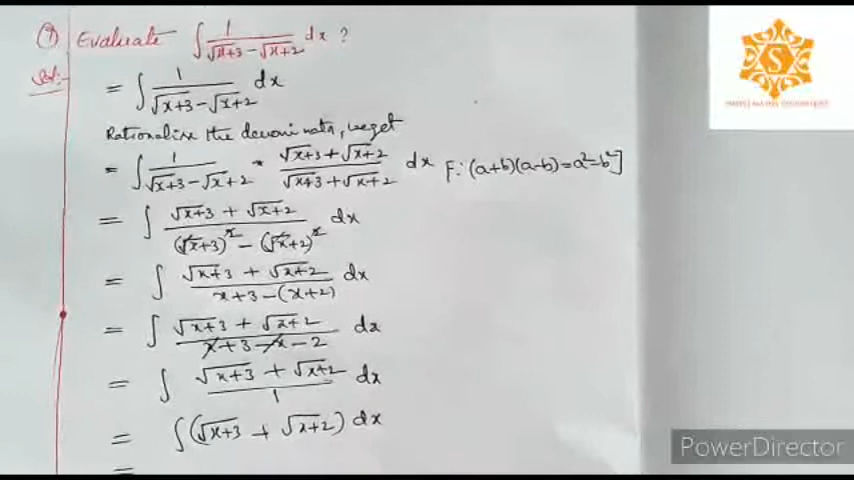 9) Evaluate ∫ 1/(√x+3 − √x+2) dx ?
Sol:-
= ∫ 1/(√x+3 − √x+2) dx
Rationalise the denominator, we get
= ∫ 1/(√x+3 − √x+2) * (√x+3 + √x+2)/(√x+3 + √x+2) dx [∵ (a+b)(a-b) = a²-b²]
= ∫ (√x+3 + √x+2)/((√x+3)² − (√x+2)²) dx
= ∫ (√x+3 + √x+2)/(x+3-(x+2)) dx
= ∫ (√x+3 + √x+2)/(x+3-x-2) dx
= ∫ (√x+3 + √x+2)/1 dx
= ∫ (√x+3 + √x+2) dx
=
S
PowerDirector